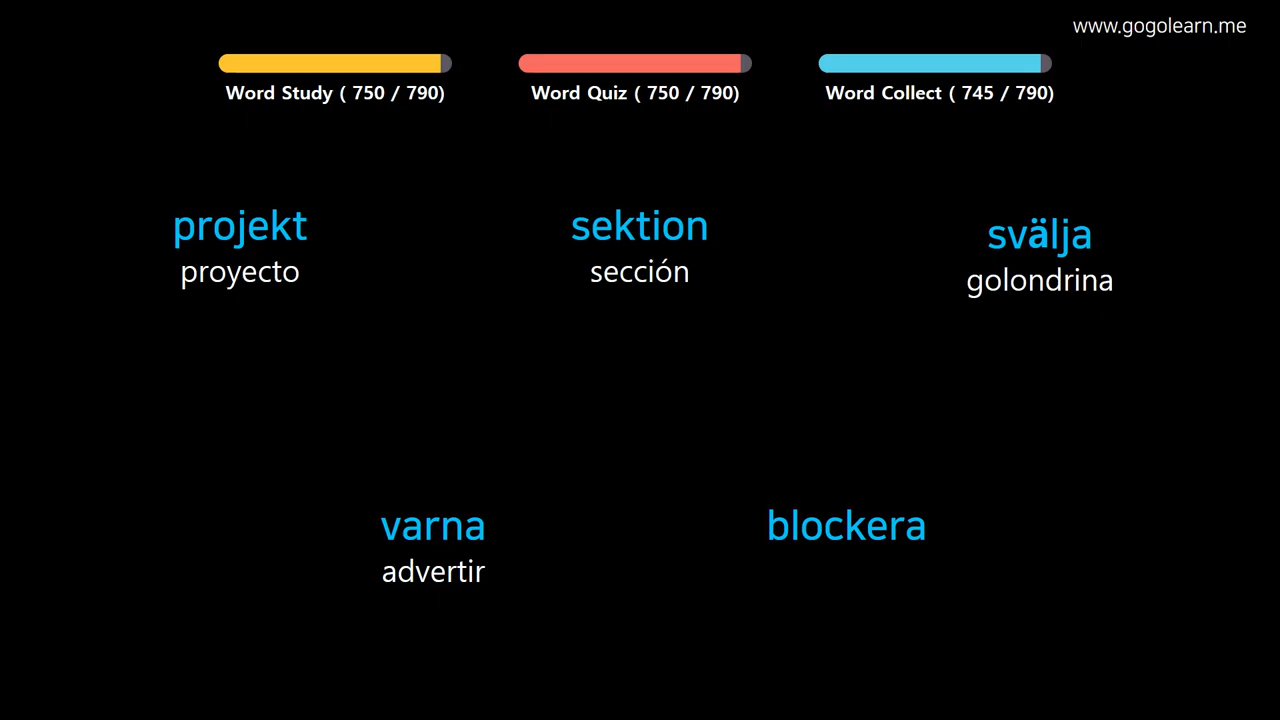 www.gogolearn.me
Word Study ( 750 / 790)
Word Quiz ( 750 / 790)
Word Collect ( 745 / 790)
projekt
proyecto
sektion
sección
svälja
golondrina
varna
advertir
blockera